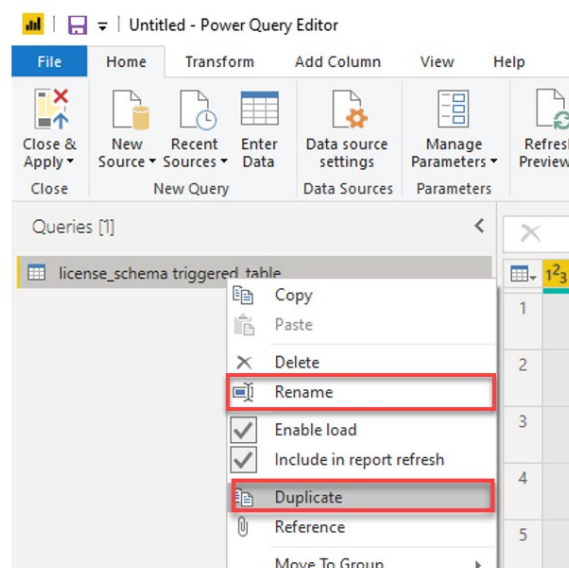 Untitled - Power Query Editor
File Home Transform Add Column View Help
Close & Apply
New Source
Recent Sources
Enter Data
Data source settings
Manage Parameters
Refresh Preview
Close New Query Data Sources Parameters
Queries [1]
license_schema triggered_table
123
Copy
1
Paste
Delete
2
Rename
3
Enable load
Include in report refresh
4
Duplicate
Reference
5
Move To Group